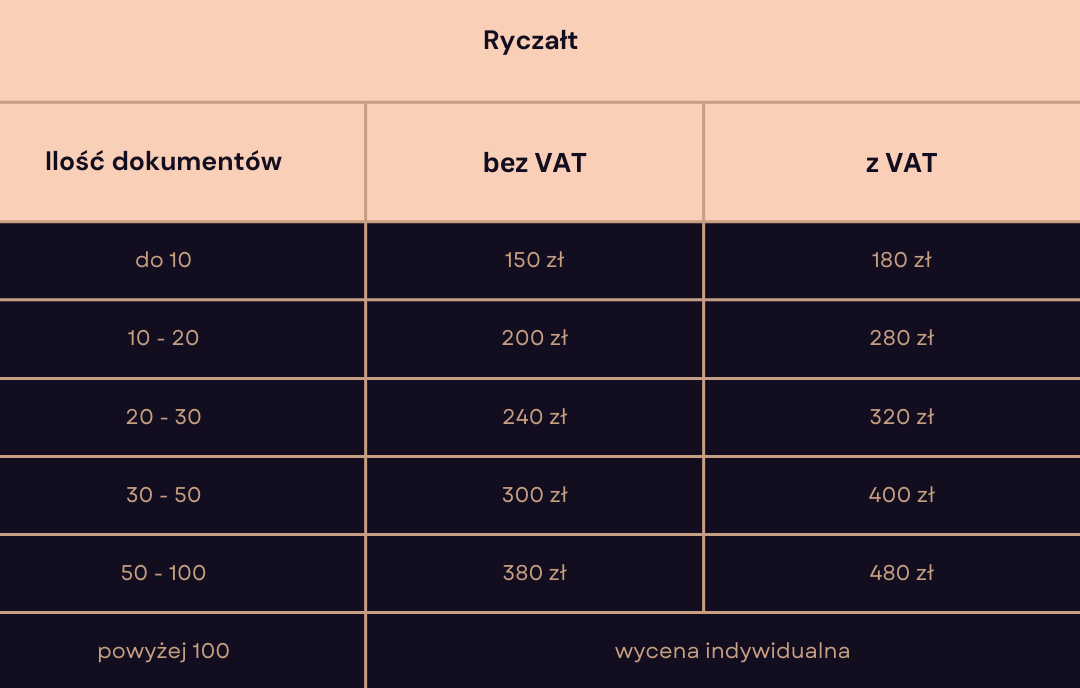 Ryczałt
Ilość dokumentów bez VAT z VAT
do 10 150 zł 180 zł
10 - 20 200 zł 280 zł
20 - 30 240 zł 320 zł
30 - 50 300 zł 400 zł
50 - 100 380 zł 480 zł
powyżej 100 wycena indywidualna